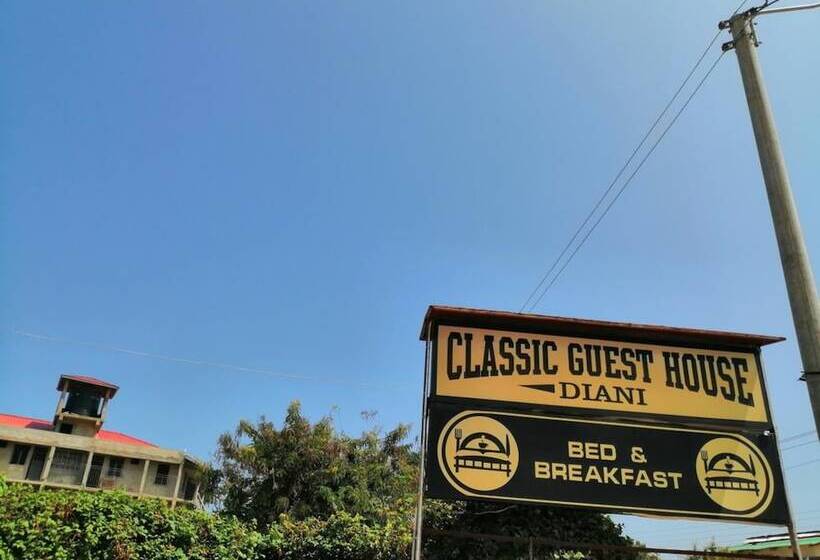 CLASSIC GUEST HOUSE
DIANI
BED &
BREAKFAST